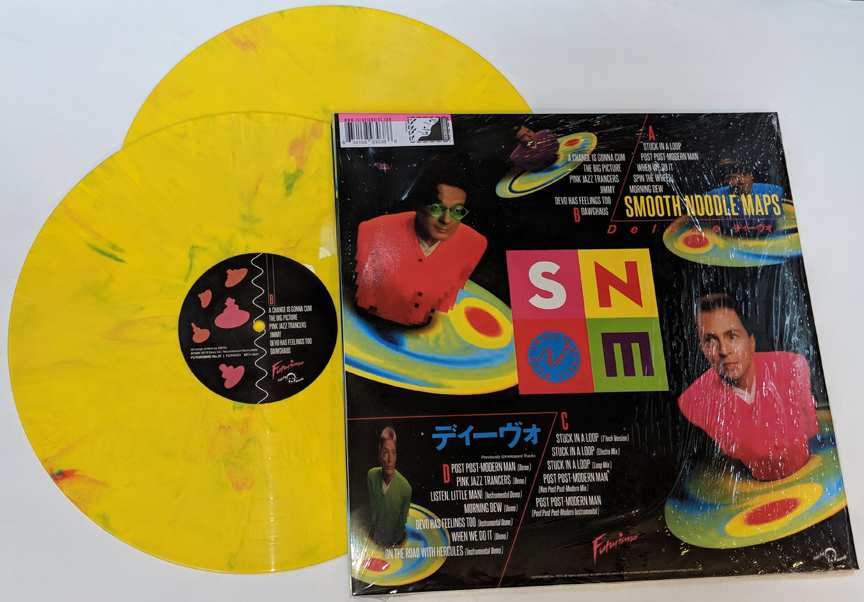 B
A CHANGE IS GONNA CUM
THE BIG PICTURE
PINK JAZZ TRANCERS
JIMMY
DEVO HAS FEELINGS TOO
DAWGHAUS
Futurismo
A
STUCK IN A LOOP
POST POST-MODERN MAN
WHEN WE DO IT
SPIN THE WHEEL
MORNING DEW
A CHANGE IS GONNA CUM
THE BIG PICTURE
PINK JAZZ TRANCERS
JIMMY
DEVO HAS FEELINGS TOO
B DAWGHAUS
SMOOTH NOODLE MAPS
ディーヴォ
S N
M
ディーヴォ
Previously Unreleased Tracks
D POST POST-MODERN MAN (Demo)
PINK JAZZ TRANCERS (Demo)
LISTEN, LITTLE MAN! (Instrumental Demo)
MORNING DEW (Demo)
DEVO HAS FEELINGS TOO (Instrumental Demo)
WHEN WE DO IT (Demo)
ON THE ROAD WITH HERCULES (Instrumental Demo)
C
STUCK IN A LOOP (7 Inch Version)
STUCK IN A LOOP (Electro Mix)
STUCK IN A LOOP (Loop Mix)
POST POST-MODERN MAN
(Neo Post Post-Modern Mix)
POST POST-MODERN MAN
(Post Post Post-Modern Instrumental)
Futurismo